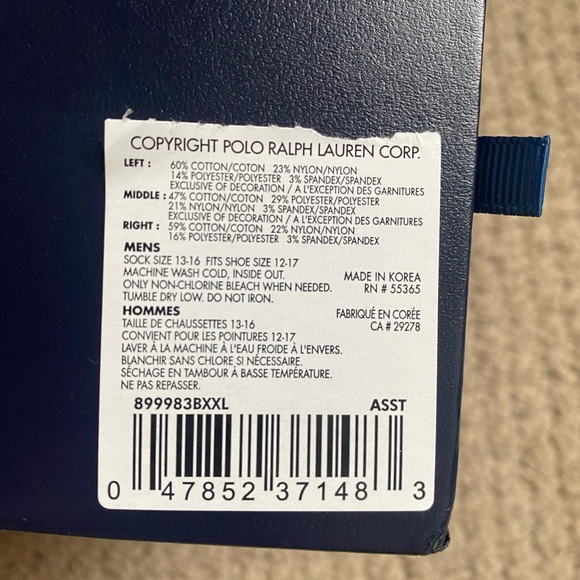 COPYRIGHT POLO RALPH LAUREN CORP.
LEFT : 60% COTTON/COTON 23% NYLON/NYLON
14% POLYESTER/POLYESTER 3% SPANDEX/SPANDEX
EXCLUSIVE OF DECORATION / A L'EXCEPTION DES GARNITURES
MIDDLE : 47% COTTON/COTON 29% POLYESTER/POLYESTER
21% NYLON/NYLON 3% SPANDEX/SPANDEX
EXCLUSIVE OF DECORATION / A L'EXCEPTION DES GARNITURES
RIGHT : 59% COTTON/COTON 22% NYLON/NYLON
16% POLYESTER/POLYESTER 3% SPANDEX/SPANDEX
MENS
SOCK SIZE 13-16 FITS SHOE SIZE 12-17
MACHINE WASH COLD, INSIDE OUT. MADE IN KOREA
ONLY NON-CHLORINE BLEACH WHEN NEEDED. RN # 55365
TUMBLE DRY LOW. DO NOT IRON.
HOMMES FABRIQUÉ EN CORÉE
TAILLE DE CHAUSSETTES 13-16 CA # 29278
CONVIENT POUR LES POINTURES 12-17
LAVER À LA MACHINE À L'EAU FROIDE À L'ENVERS.
BLANCHIR SANS CHLORE SI NÉCESSAIRE.
SÉCHAGE EN TAMBOUR À BASSE TEMPÉRATURE.
NE PAS REPASSER.
899983BXXL ASST
0 47852 37148 3